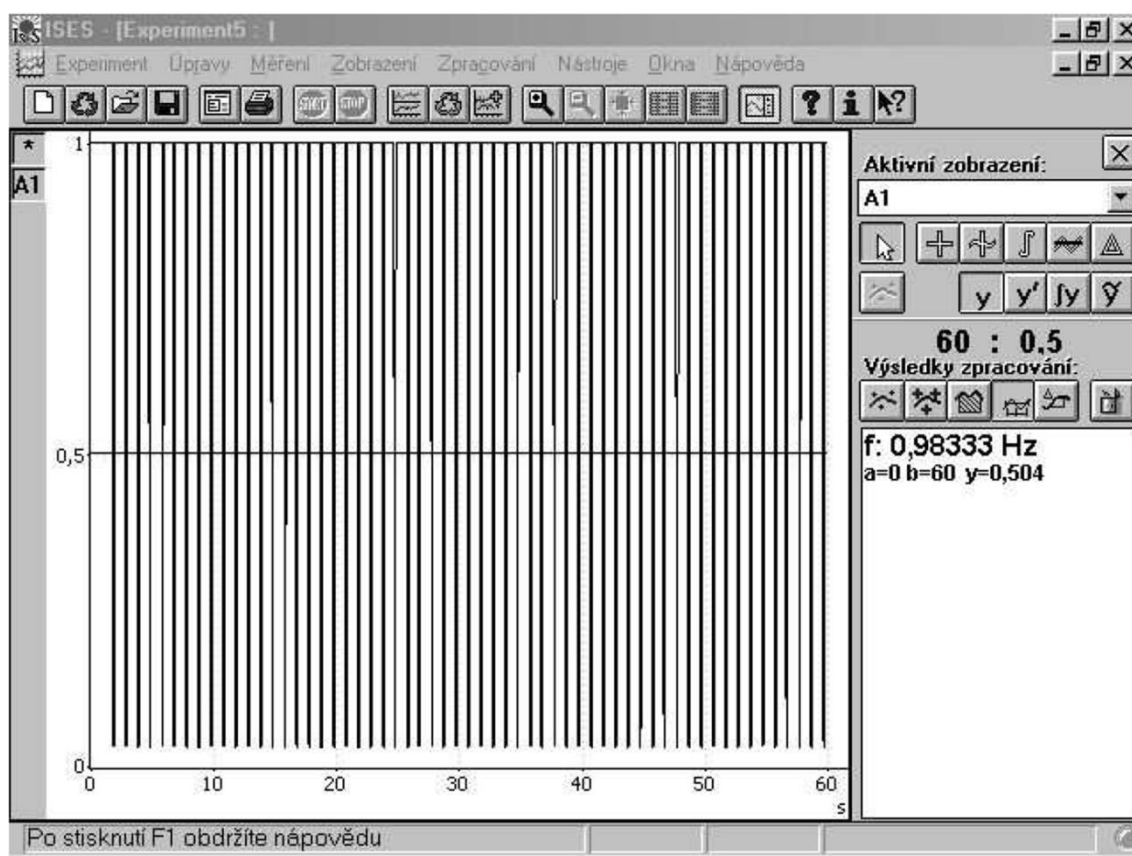 ISES - [Experiment5 : ]
Experiment Úpravy Měření Zobrazení Zpracování Nástroje Okna Nápověda
START STOP
*
A1
1
0,5
0
0 10 20 30 40 50 60
s
Aktivní zobrazení:
A1
y y' ∫y
60 : 0.5
Výsledky zpracování:
f: 0,98333 Hz
a=0 b=60 y=0,504
Po stisknutí F1 obdržíte nápovědu